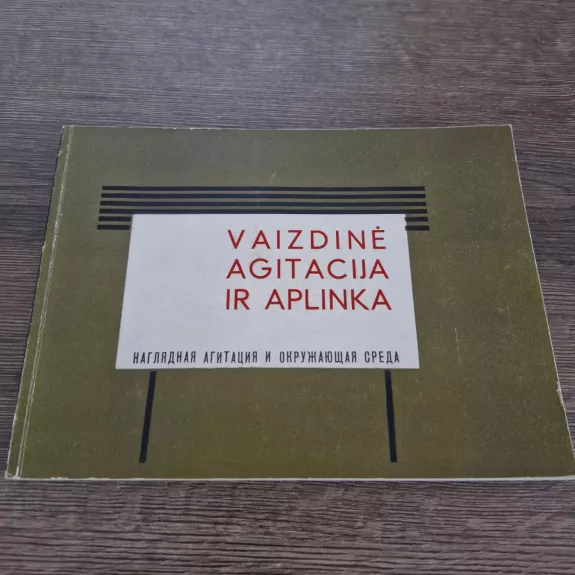 VAIZDINĖ
AGITACIJA
IR APLINKA
НАГЛЯДНАЯ АГИТАЦИЯ И ОКРУЖАЮЩАЯ СРЕДА